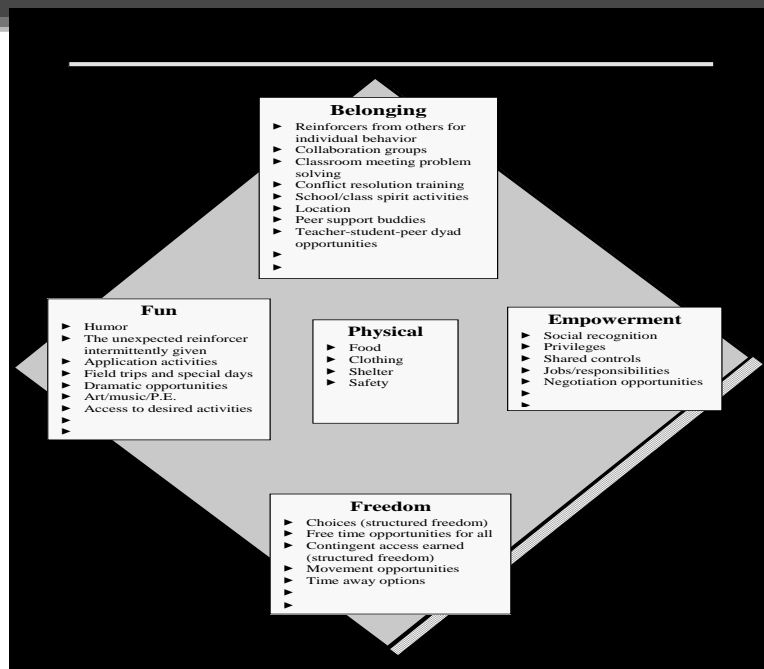 Belonging
► Reinforcers from others for
individual behavior
► Collaboration groups
► Classroom meeting problem
solving
► Conflict resolution training
► School/class spirit activities
► Location
► Peer support buddies
► Teacher-student-peer dyad
opportunities
►
►
Fun
► Humor
► The unexpected reinforcer
intermittently given
► Application activities
► Field trips and special days
► Dramatic opportunities
► Art/music/P.E.
► Access to desired activities
►
►
Physical
► Food
► Clothing
► Shelter
► Safety
Empowerment
► Social recognition
► Privileges
► Shared controls
► Jobs/responsibilities
► Negotiation opportunities
►
►
Freedom
► Choices (structured freedom)
► Free time opportunities for all
► Contingent access earned
(structured freedom)
► Movement opportunities
► Time away options
►
►